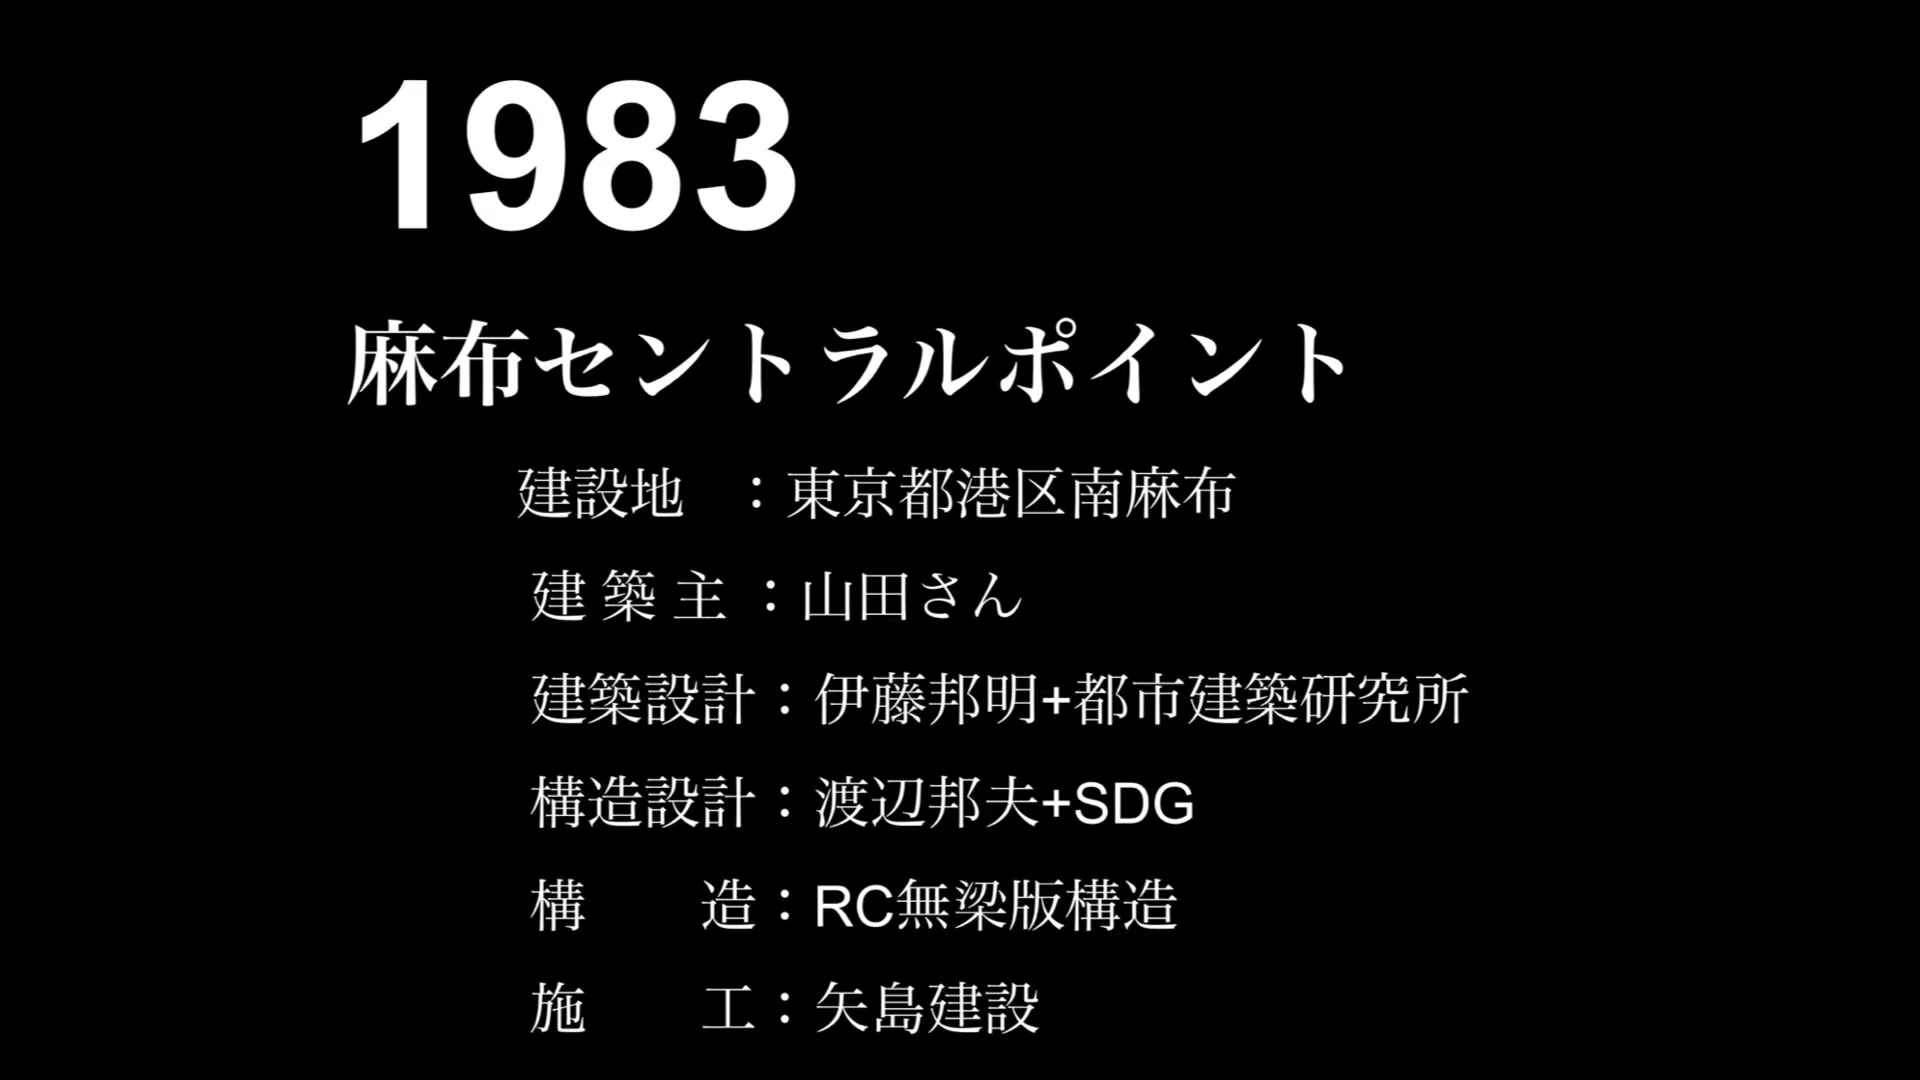 1983
麻布セントラルポイント
建設地　：東京都港区南麻布
建 築 主 ：山田さん
建築設計：伊藤邦明+都市建築研究所
構造設計：渡辺邦夫+SDG
構　　造：RC無梁版構造
施　　工：矢島建設